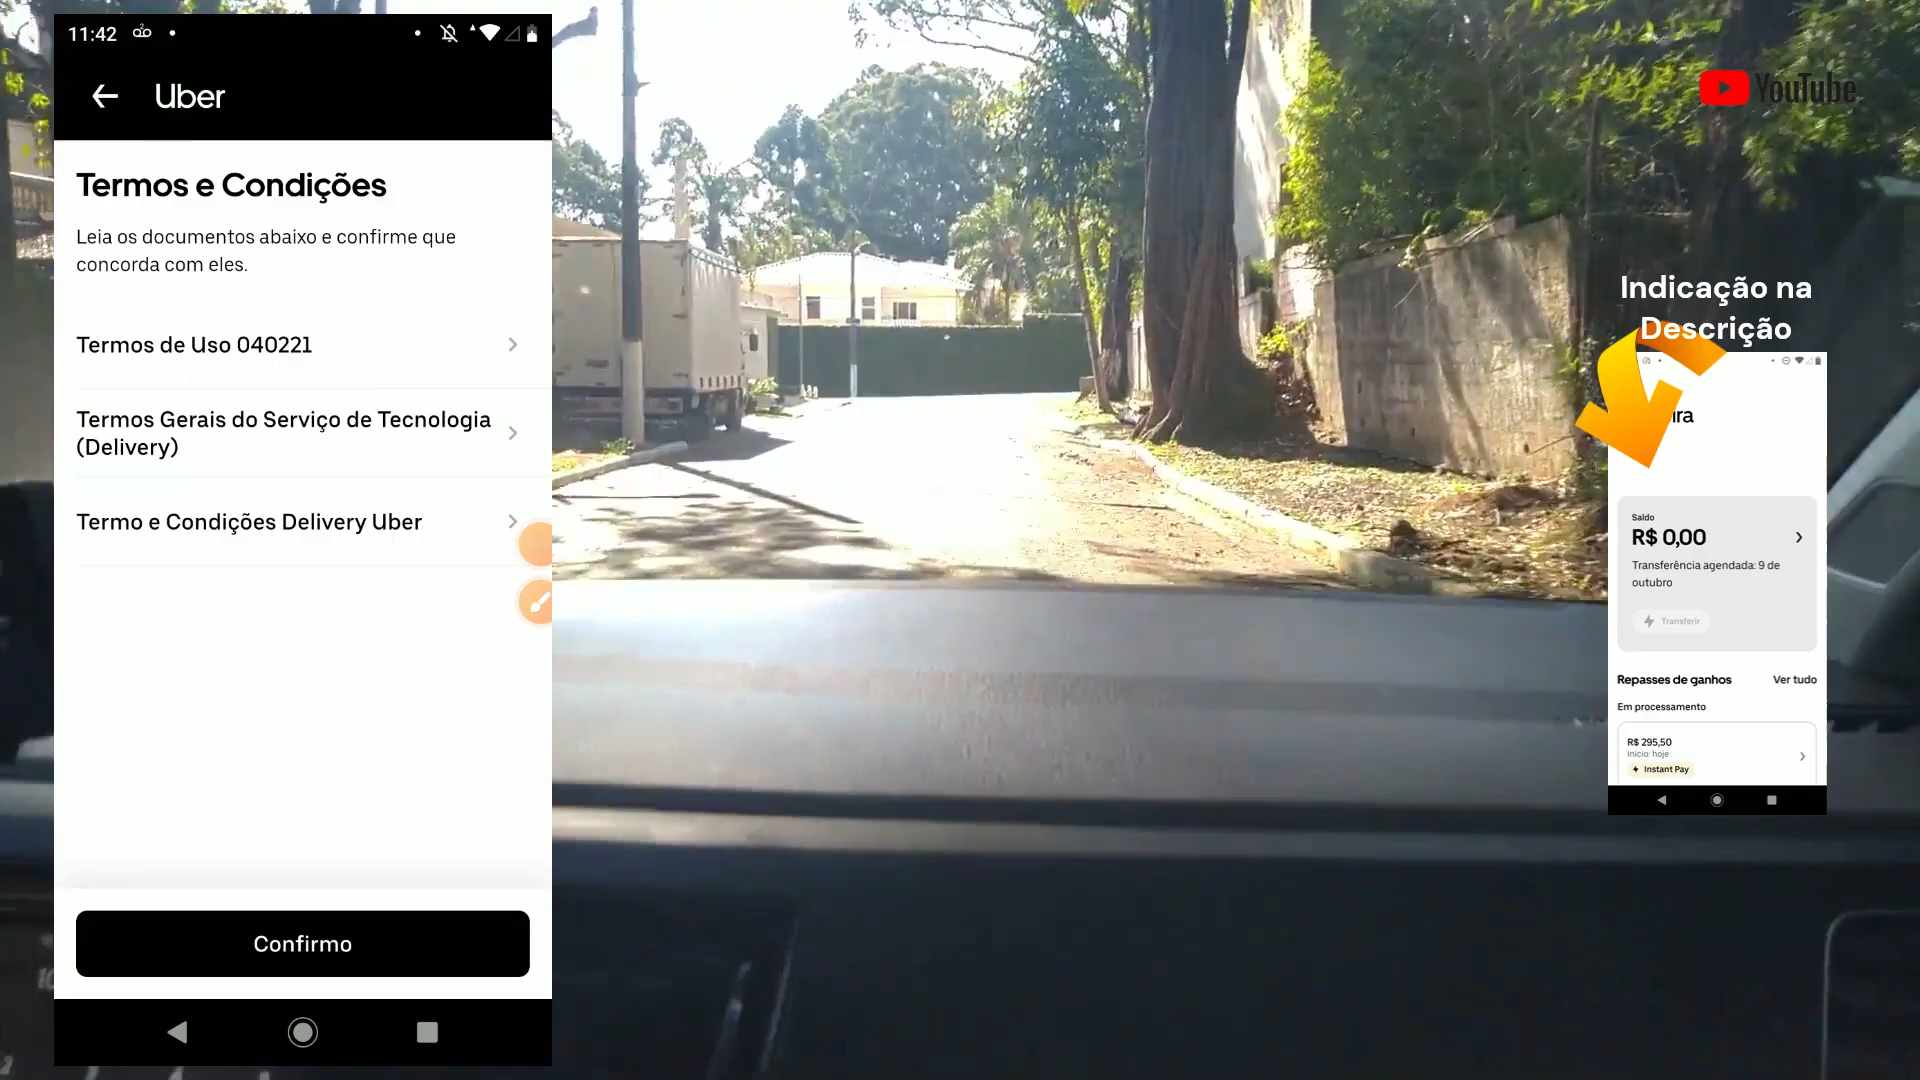 11:42
Uber
Termos e Condições
Leia os documentos abaixo e confirme que
concorda com eles.
Termos de Uso 040221
Termos Gerais do Serviço de Tecnologia
(Delivery)
Termo e Condições Delivery Uber
Confirmo
YouTube
Indicação na
Descrição
Saldo
R$ 0,00
Transferência agendada: 9 de
outubro
Transferir
Repasses de ganhos
Ver tudo
Em processamento
R$ 295,50
Início: hoje
Instant Pay